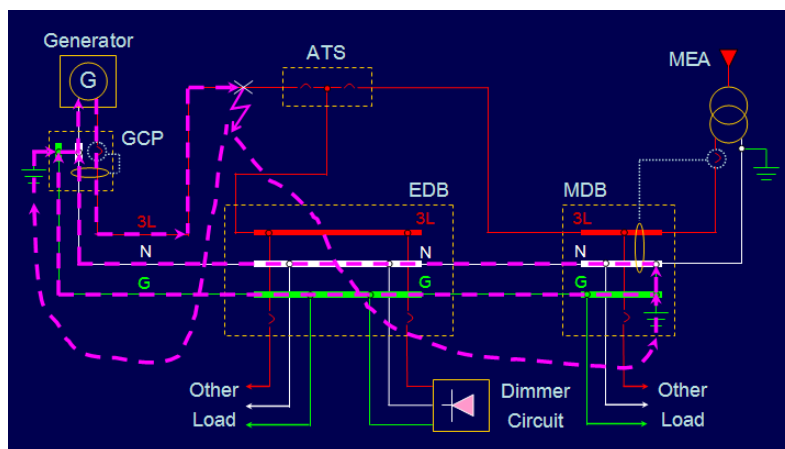 Generator
G
ATS
MEA
GCP
EDB
MDB
3L
3L
3L
N
N
N
G
G
G
Other
Load
Dimmer
Circuit
Other
Load